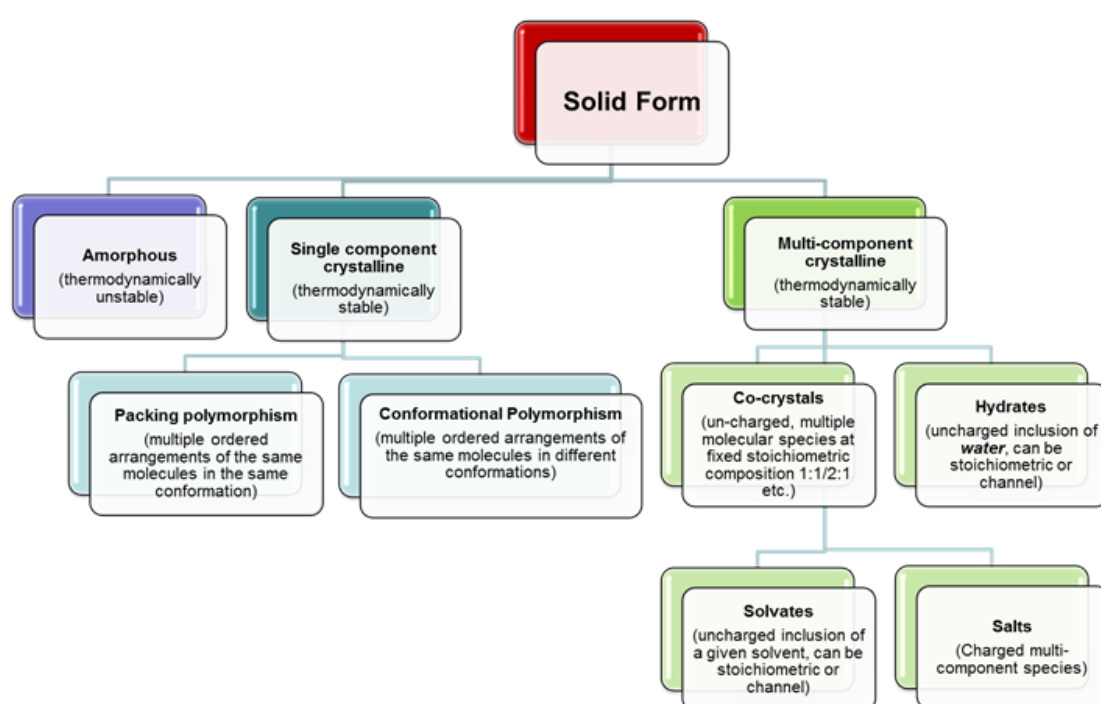 Solid Form
Amorphous
(thermodynamically
unstable)
Single component
crystalline
(thermodynamically
stable)
Multi-component
crystalline
(thermodynamically
stable)
Packing polymorphism
(multiple ordered
arrangements of the same
molecules in the same
conformation)
Conformational Polymorphism
(multiple ordered arrangements of
the same molecules in different
conformations)
Co-crystals
(un-charged, multiple
molecular species at
fixed stoichiometric
composition 1:1/2:1
etc.)
Hydrates
(uncharged inclusion of
water, can be
stoichiometric or
channel)
Solvates
(uncharged inclusion of
a given solvent, can be
stoichiometric or
channel)
Salts
(Charged multi-
component species)